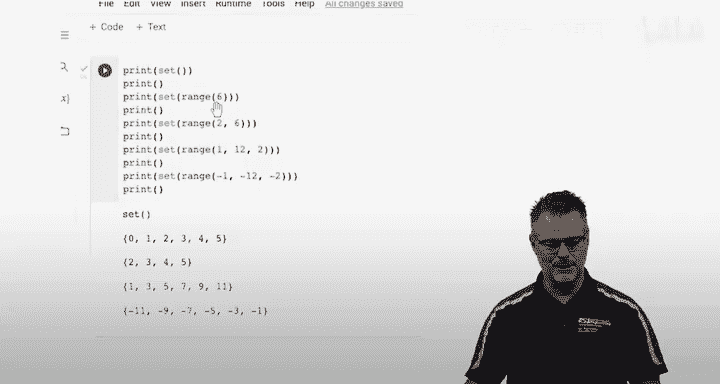 File Edit View Insert Runtime Tools Help All changes saved
+ Code + Text
print(set())
print()
print(set(range(6)))
print()
print(set(range(2, 6)))
print()
print(set(range(1, 12, 2)))
print()
print(set(range(-1, -12, -2)))
print()
set()
{0, 1, 2, 3, 4, 5}
{2, 3, 4, 5}
{1, 3, 5, 7, 9, 11}
{-11, -9, -7, -5, -3, -1}